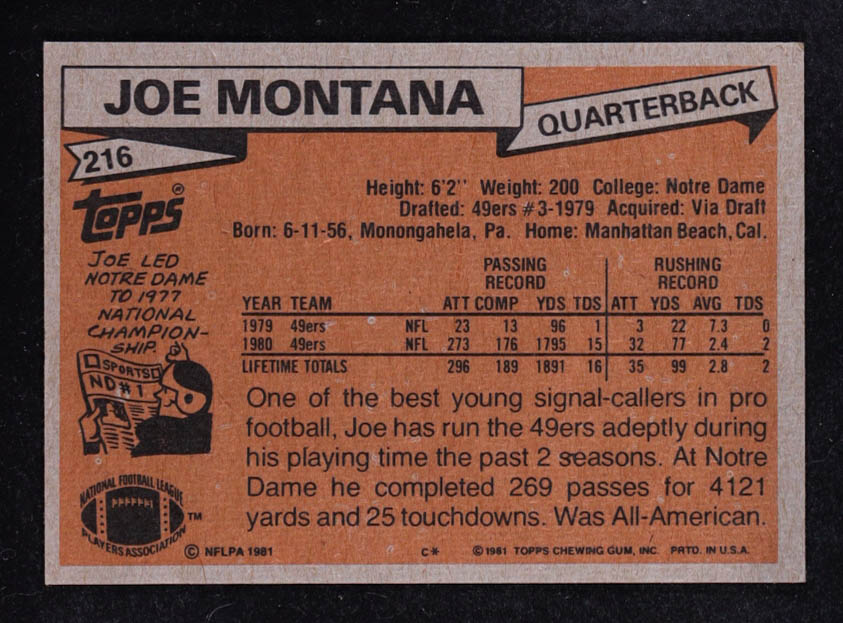 JOE MONTANA
QUARTERBACK
216
Topps®
Height: 6'2'' Weight: 200 College: Notre Dame
Drafted: 49ers #3-1979 Acquired: Via Draft
Born: 6-11-56, Monongahela, Pa. Home: Manhattan Beach, Cal.
JOE LED
NOTRE DAME
TO 1977
NATIONAL
CHAMPION-
SHIP.
SPORTS
ND#1
PASSING RUSHING
RECORD RECORD
YEAR TEAM ATT COMP YDS TDS ATT YDS AVG TDS
1979 49ers NFL 23 13 96 1 3 22 7.3 0
1980 49ers NFL 273 176 1795 15 32 77 2.4 2
LIFETIME TOTALS 296 189 1891 16 35 99 2.8 2
One of the best young signal-callers in pro
football, Joe has run the 49ers adeptly during
his playing time the past 2 seasons. At Notre
Dame he completed 269 passes for 4121
yards and 25 touchdowns. Was All-American.
NATIONAL FOOTBALL LEAGUE
PLAYERS ASSOCIATION
TM
© NFLPA 1981 C* © 1981 TOPPS CHEWING GUM, INC. PRTD. IN U.S.A.